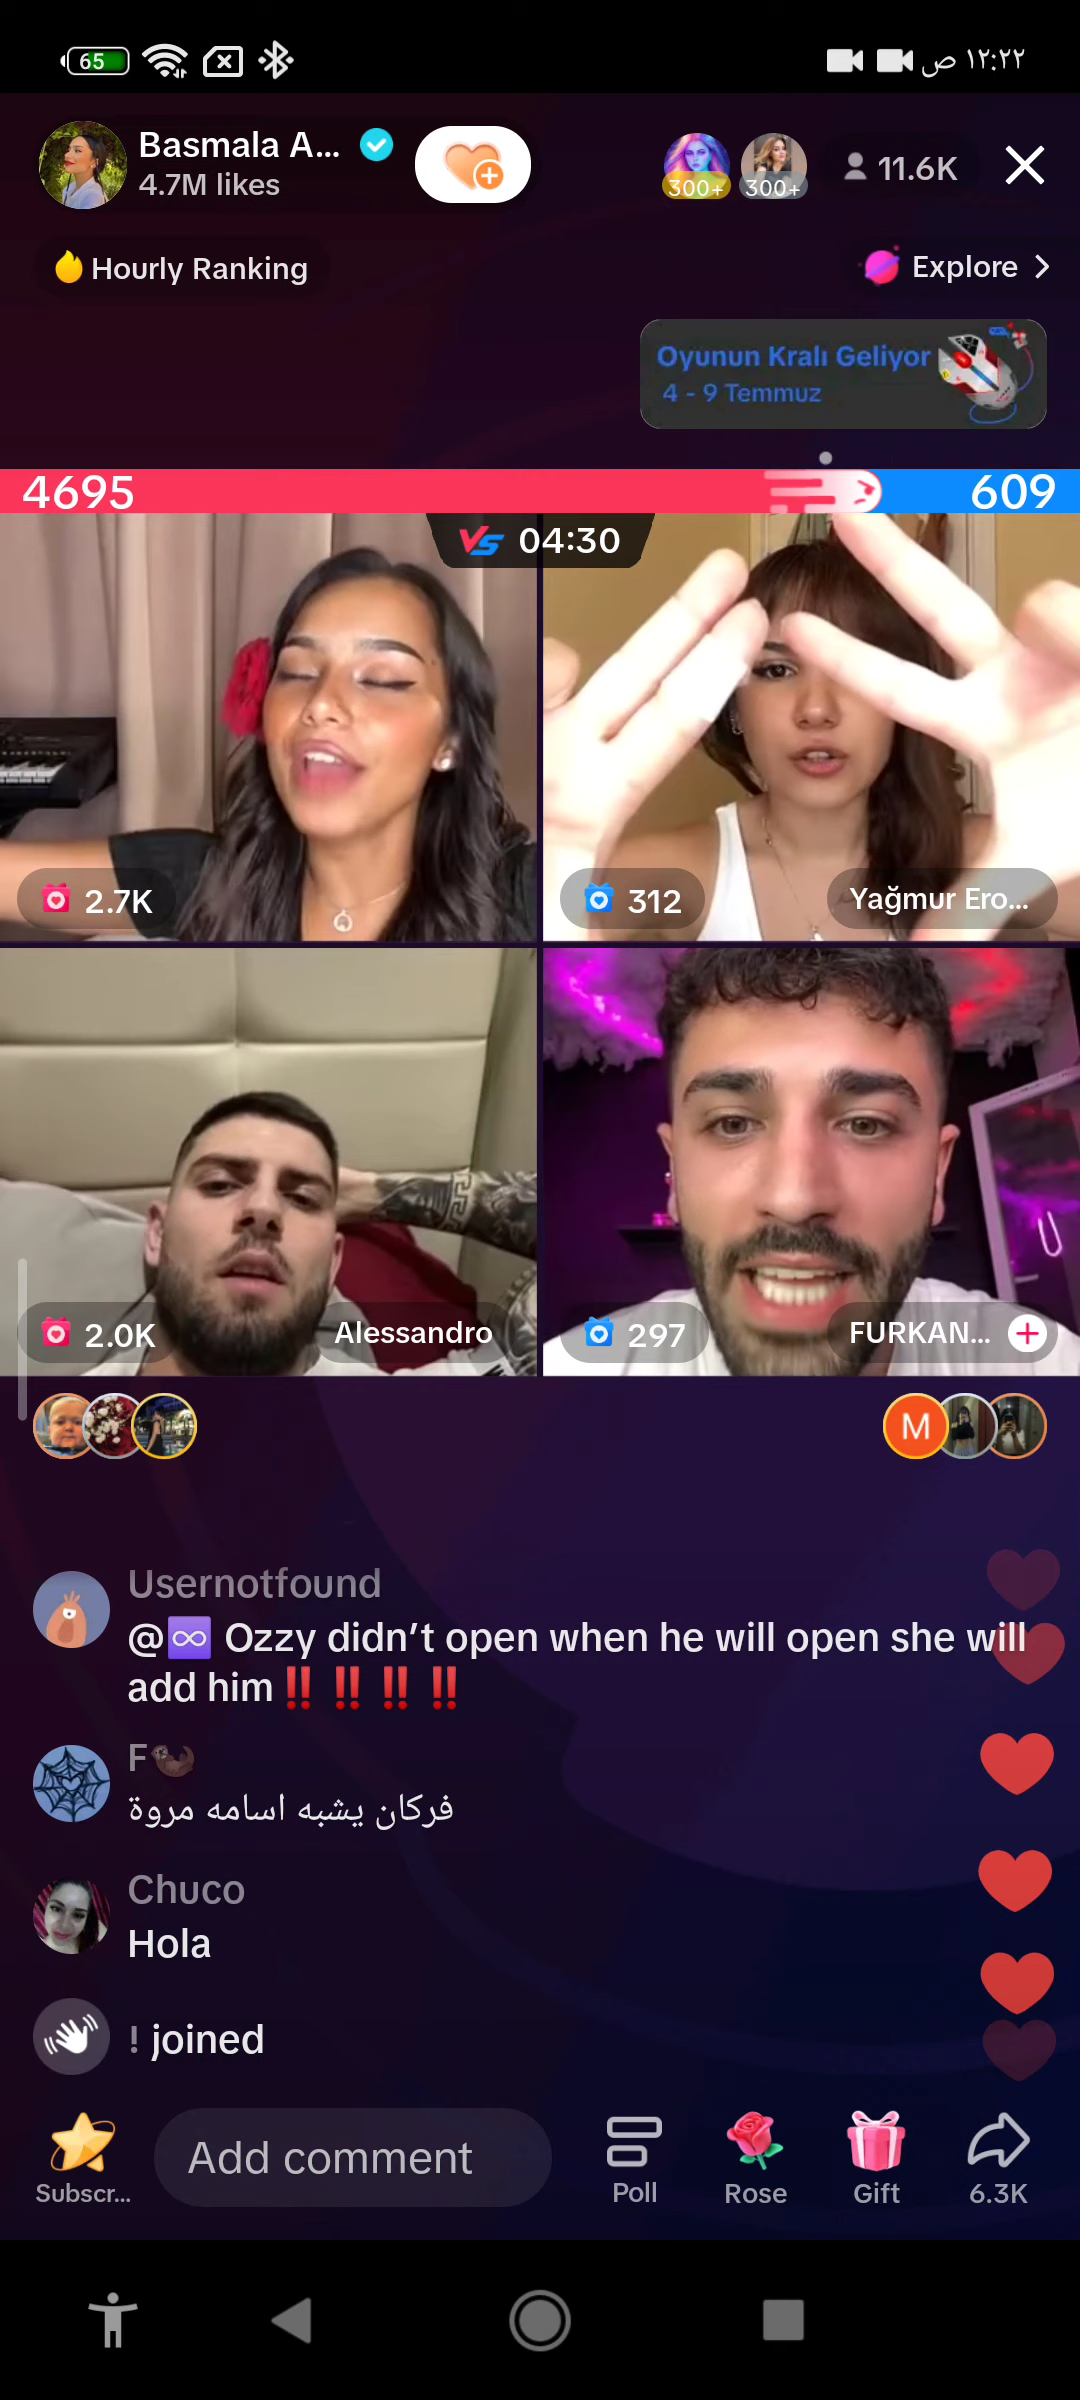 65
١٢:٢٢ ص
Basmala A...
4.7M likes
300+
300+
11.6K
Hourly Ranking
Explore
Oyunun Kralı Geliyor
4 - 9 Temmuz
4695
609
VS 04:30
2.7K
312
Yağmur Ero...
2.0K
Alessandro
297
FURKAN...
M
Usernotfound
@♾️ Ozzy didn’t open when he will open she will
add him‼️ ‼️ ‼️ ‼️
F🦦
فركان يشبه اسامه مروة
Chuco
Hola
! joined
Subscr...
Add comment
Poll
Rose
Gift
6.3K